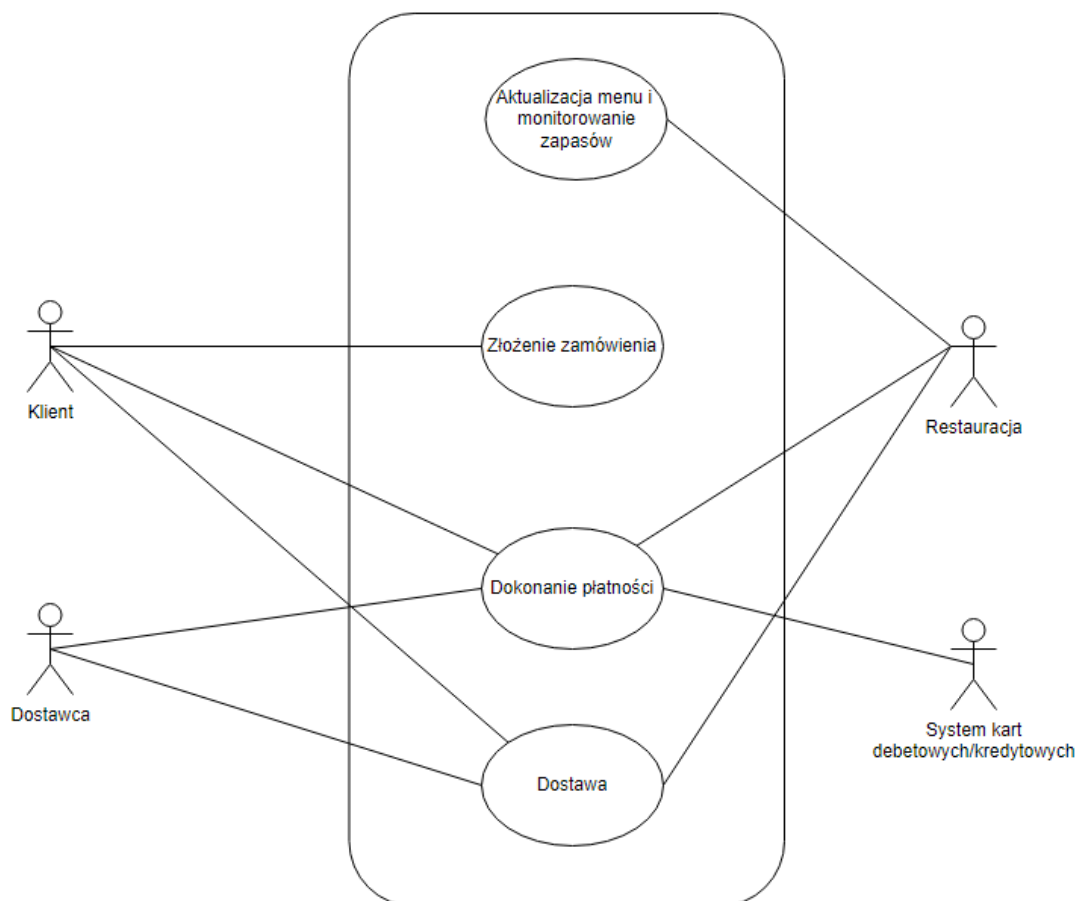 Aktualizacja menu i
monitorowanie
zapasów
Złożenie zamówienia
Klient
Restauracja
Dokonanie płatności
Dostawca
System kart
debetowych/kredytowych
Dostawa